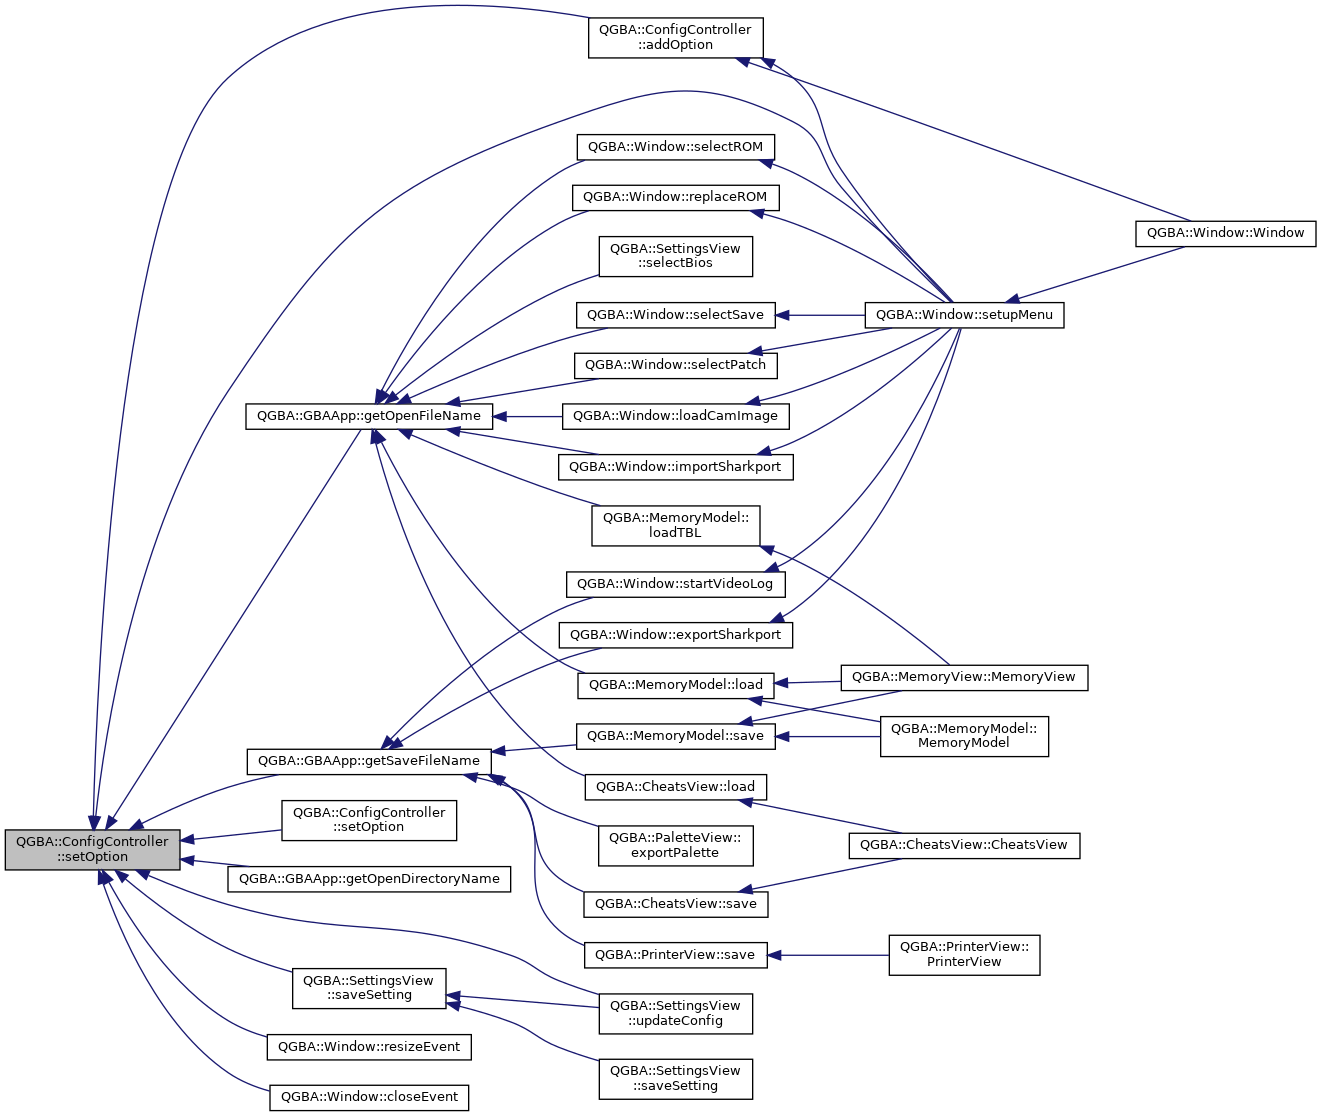 QGBA::ConfigController
::addOption
QGBA::Window::selectROM
QGBA::Window::replaceROM
QGBA::Window::Window
QGBA::SettingsView
::selectBios
QGBA::Window::selectSave
QGBA::Window::setupMenu
QGBA::Window::selectPatch
QGBA::GBAApp::getOpenFileName
QGBA::Window::loadCamImage
QGBA::Window::importSharkport
QGBA::MemoryModel::
loadTBL
QGBA::Window::startVideoLog
QGBA::Window::exportSharkport
QGBA::MemoryModel::load
QGBA::MemoryView::MemoryView
QGBA::MemoryModel::save
QGBA::MemoryModel::
MemoryModel
QGBA::GBAApp::getSaveFileName
QGBA::CheatsView::load
QGBA::ConfigController
::setOption
QGBA::ConfigController
::setOption
QGBA::PaletteView::
exportPalette
QGBA::CheatsView::CheatsView
QGBA::GBAApp::getOpenDirectoryName
QGBA::CheatsView::save
QGBA::PrinterView::save
QGBA::PrinterView::
PrinterView
QGBA::SettingsView
::saveSetting
QGBA::SettingsView
::updateConfig
QGBA::Window::resizeEvent
QGBA::SettingsView
::saveSetting
QGBA::Window::closeEvent